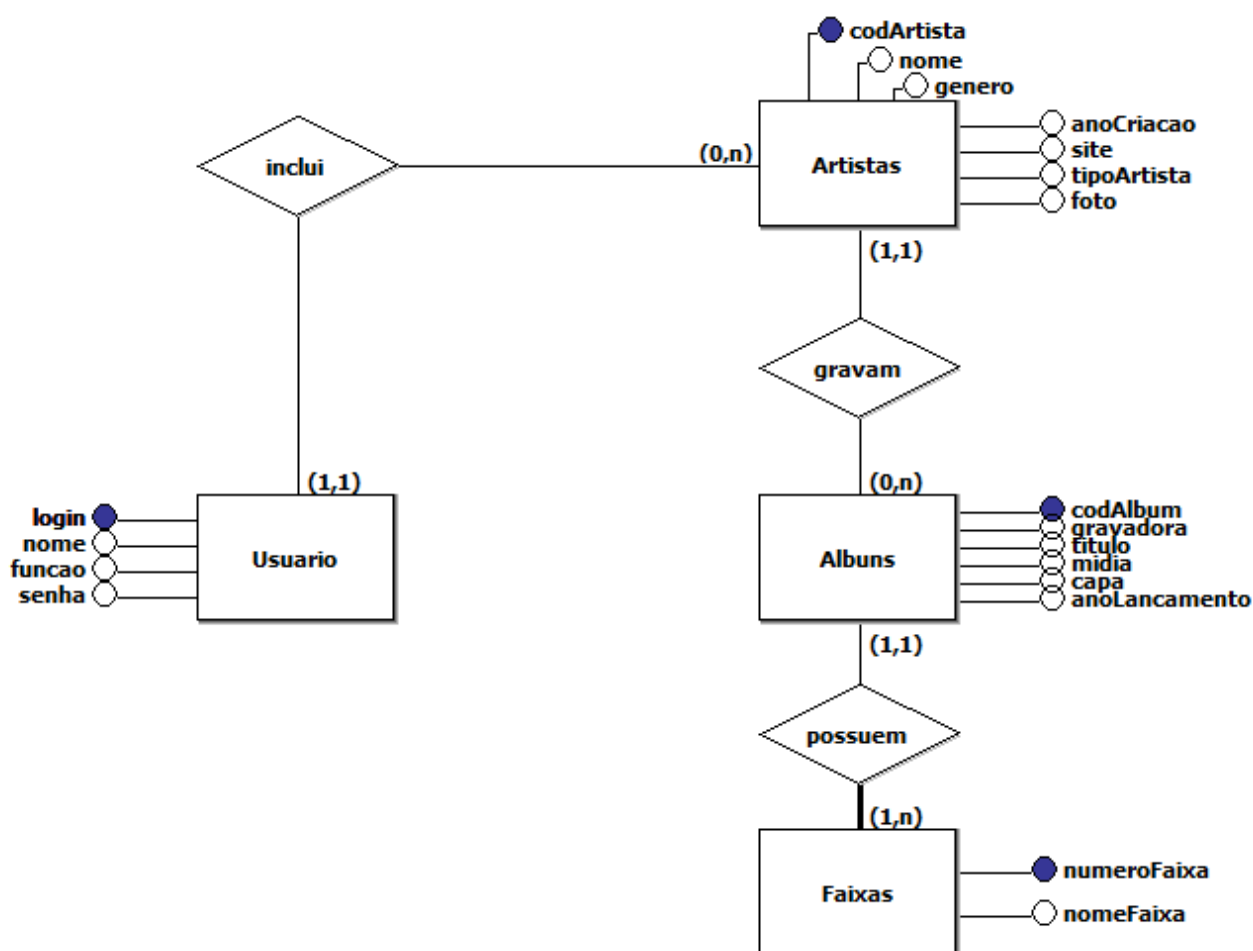 codArtista
nome
genero
anoCriacao
site
tipoArtista
foto
Artistas
(0,n)
inclui
(1,1)
gravam
(1,1)
(0,n)
login
nome
funcao
senha
Usuario
Albuns
codAlbum
gravadora
titulo
midia
capa
anoLancamento
(1,1)
possuem
(1,n)
Faixas
numeroFaixa
nomeFaixa